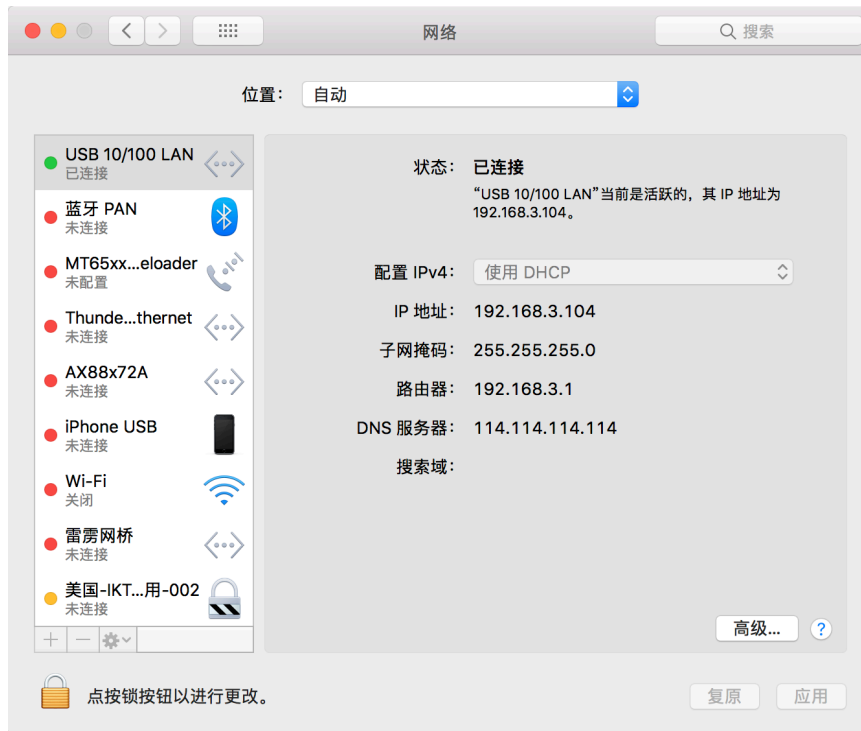 网络
搜索
位置：
自动
USB 10/100 LAN
已连接
蓝牙 PAN
未连接
MT65xx...eloader
未配置
Thunde...thernet
未连接
AX88x72A
未连接
iPhone USB
未连接
Wi-Fi
关闭
雷雳网桥
未连接
美国-IKT...用-002
未连接
状态：
已连接
“USB 10/100 LAN”当前是活跃的，其 IP 地址为
192.168.3.104。
配置 IPv4：
使用 DHCP
IP 地址：
192.168.3.104
子网掩码：
255.255.255.0
路由器：
192.168.3.1
DNS 服务器：
114.114.114.114
搜索域：
高级...
?
点按锁按钮以进行更改。
复原
应用